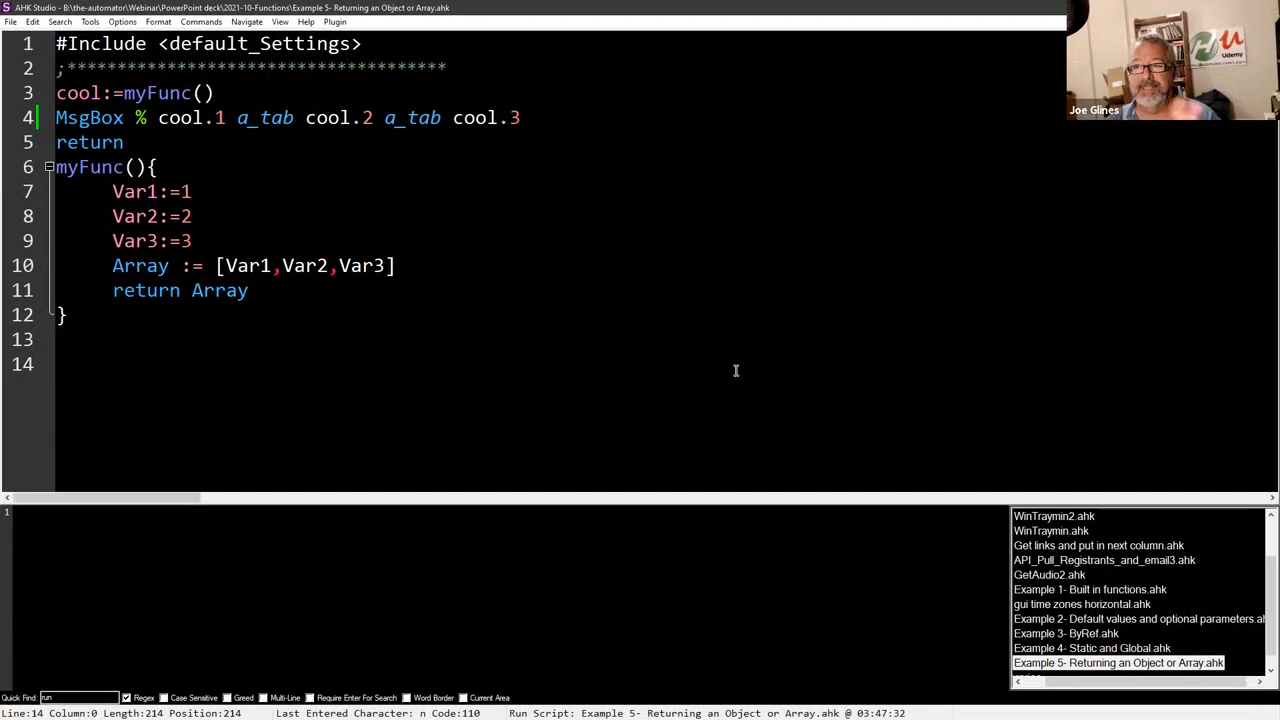 AHK Studio - B:\the-automator\Webinar\PowerPoint deck\2021-10-Functions\Example 5- Returning an Object or Array.ahk
File Edit Search Tools Options Format Commands Navigate View Help Plugin
1 #Include <default_Settings>
2 ;**************************************
3 cool:=myFunc()
4 MsgBox % cool.1 a_tab cool.2 a_tab cool.3
5 return
6 myFunc(){
7 Var1:=1
8 Var2:=2
9 Var3:=3
10 Array := [Var1,Var2,Var3]
11 return Array
12 }
13
14
Udemy
Joe Glines
1
WinTraymin2.ahk
WinTraymin.ahk
Get links and put in next column.ahk
API_Pull_Registrants_and_email3.ahk
GetAudio2.ahk
Example 1- Built in functions.ahk
gui time zones horizontal.ahk
Example 2- Default values and optional parameters.ah
Example 3- ByRef.ahk
Example 4- Static and Global.ahk
Example 5- Returning an Object or Array.ahk
Quick Find: run Regex Case Sensitive Greed Multi-Line Require Enter For Search Word Border Current Area
Line:14 Column:0 Length:214 Position:214 Last Entered Character: n Code:110 Run Script: Example 5- Returning an Object or Array.ahk @ 03:47:32